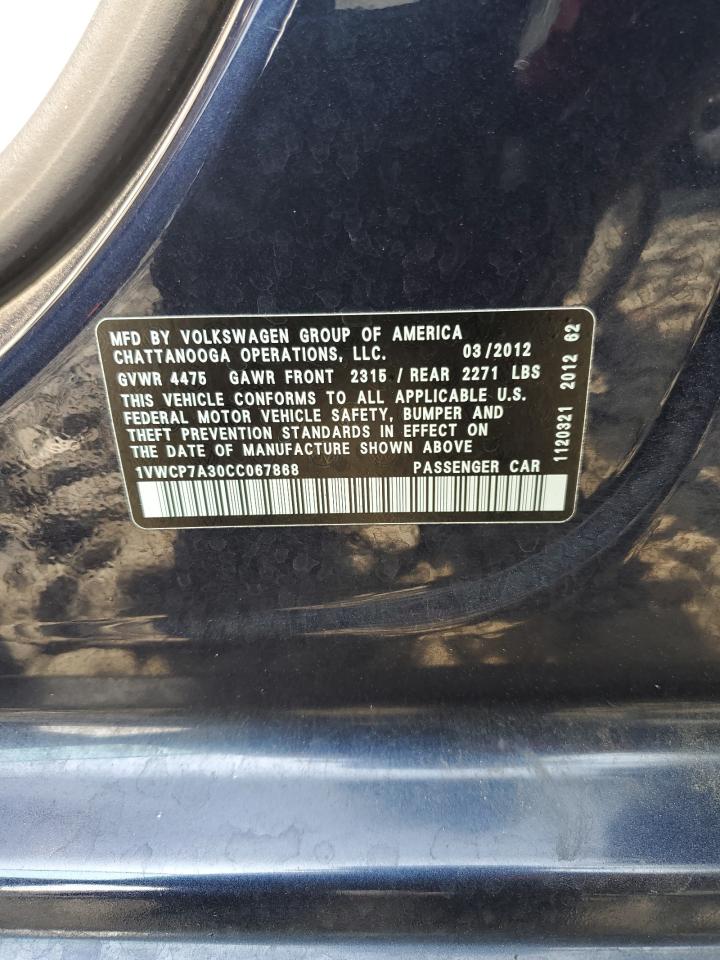 MFD BY VOLKSWAGEN GROUP OF AMERICA
CHATTANOOGA OPERATIONS, LLC. 03/2012
GVWR 4475 GAWR FRONT 2315 / REAR 2271 LBS
THIS VEHICLE CONFORMS TO ALL APPLICABLE U.S.
FEDERAL MOTOR VEHICLE SAFETY, BUMPER AND
THEFT PREVENTION STANDARDS IN EFFECT ON
THE DATE OF MANUFACTURE SHOWN ABOVE
1VWCP7A30CC067868 PASSENGER CAR
1120321 2012 62